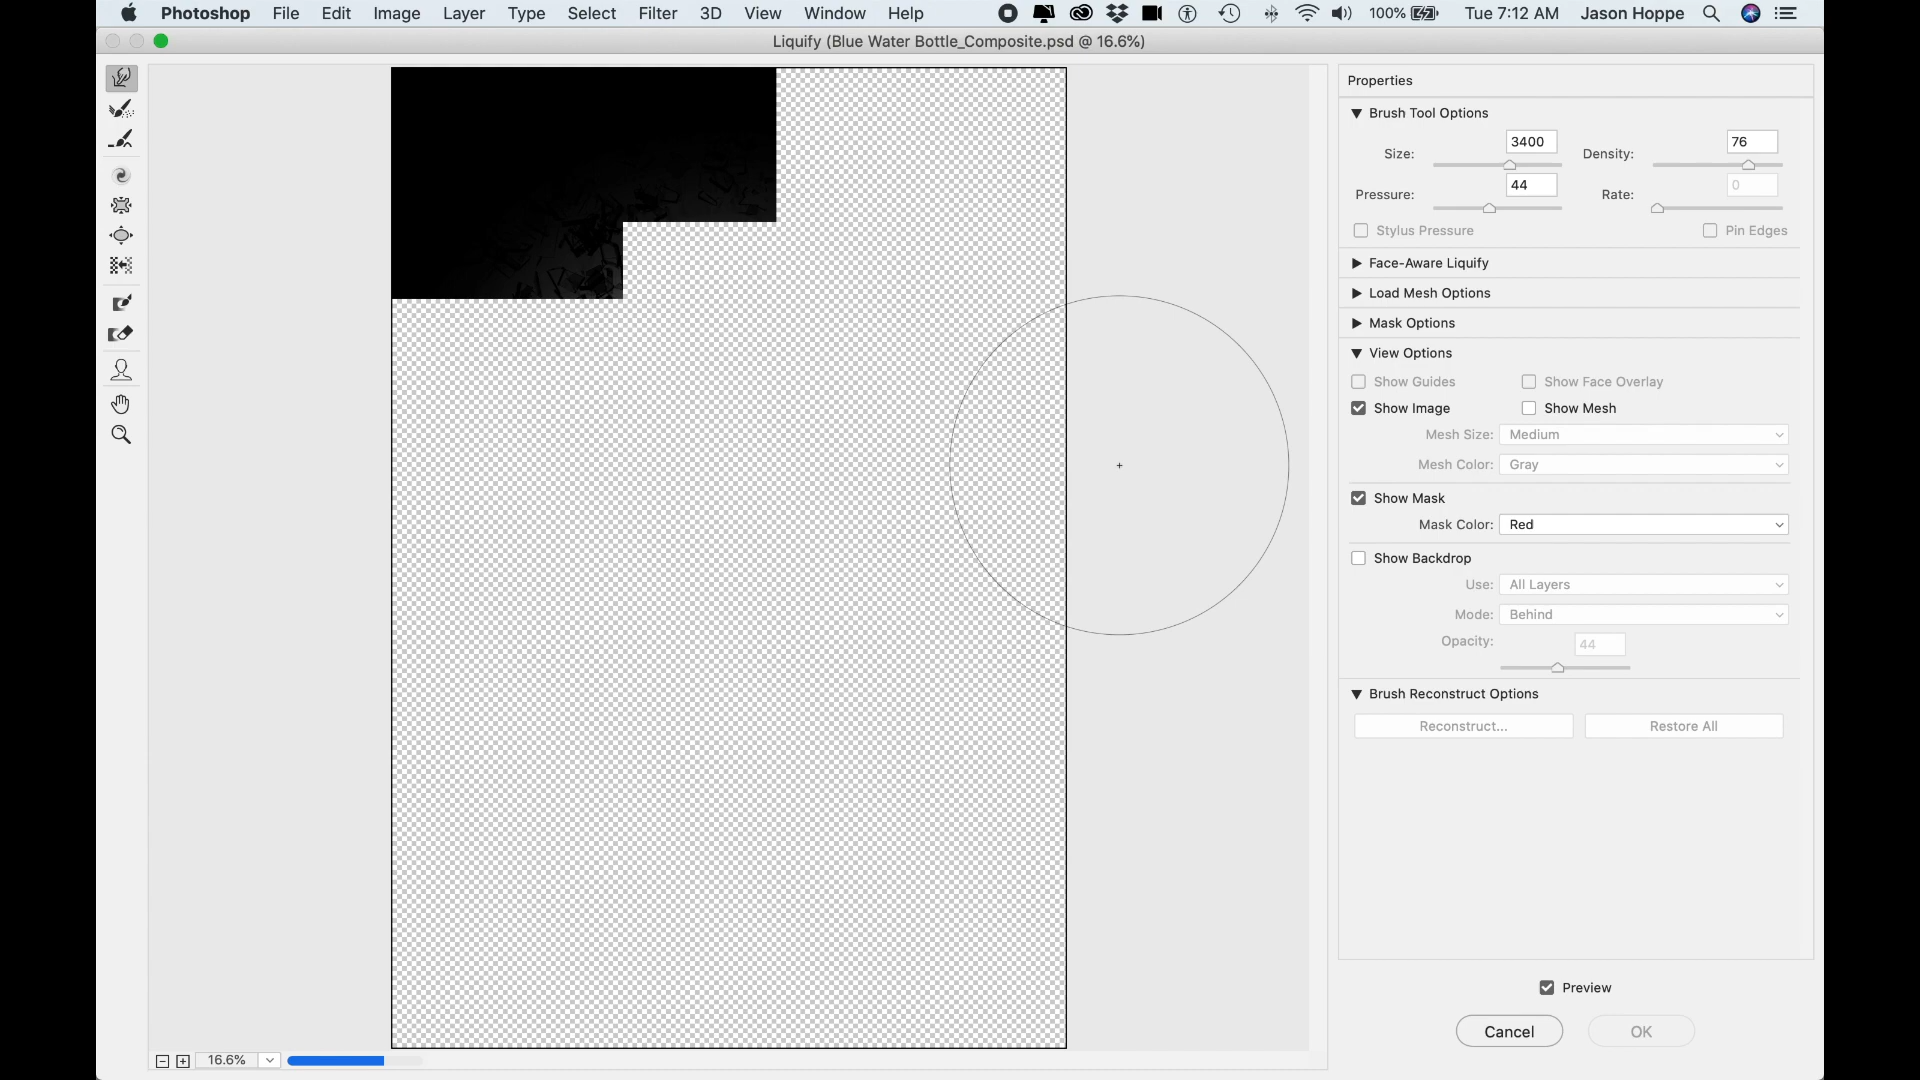 Photoshop File Edit Image Layer Type Select Filter 3D View Window Help 100% Tue 7:12 AM Jason Hoppe
Liquify (Blue Water Bottle_Composite.psd @ 16.6%)
Properties
Brush Tool Options
Size: 3400 Density: 76
Pressure: 44 Rate: 0
Stylus Pressure Pin Edges
Face-Aware Liquify
Load Mesh Options
Mask Options
View Options
Show Guides Show Face Overlay
Show Image Show Mesh
Mesh Size: Medium
Mesh Color: Gray
Show Mask
Mask Color: Red
Show Backdrop
Use: All Layers
Mode: Behind
Opacity: 44
Brush Reconstruct Options
Reconstruct... Restore All
Preview
Cancel OK
16.6%